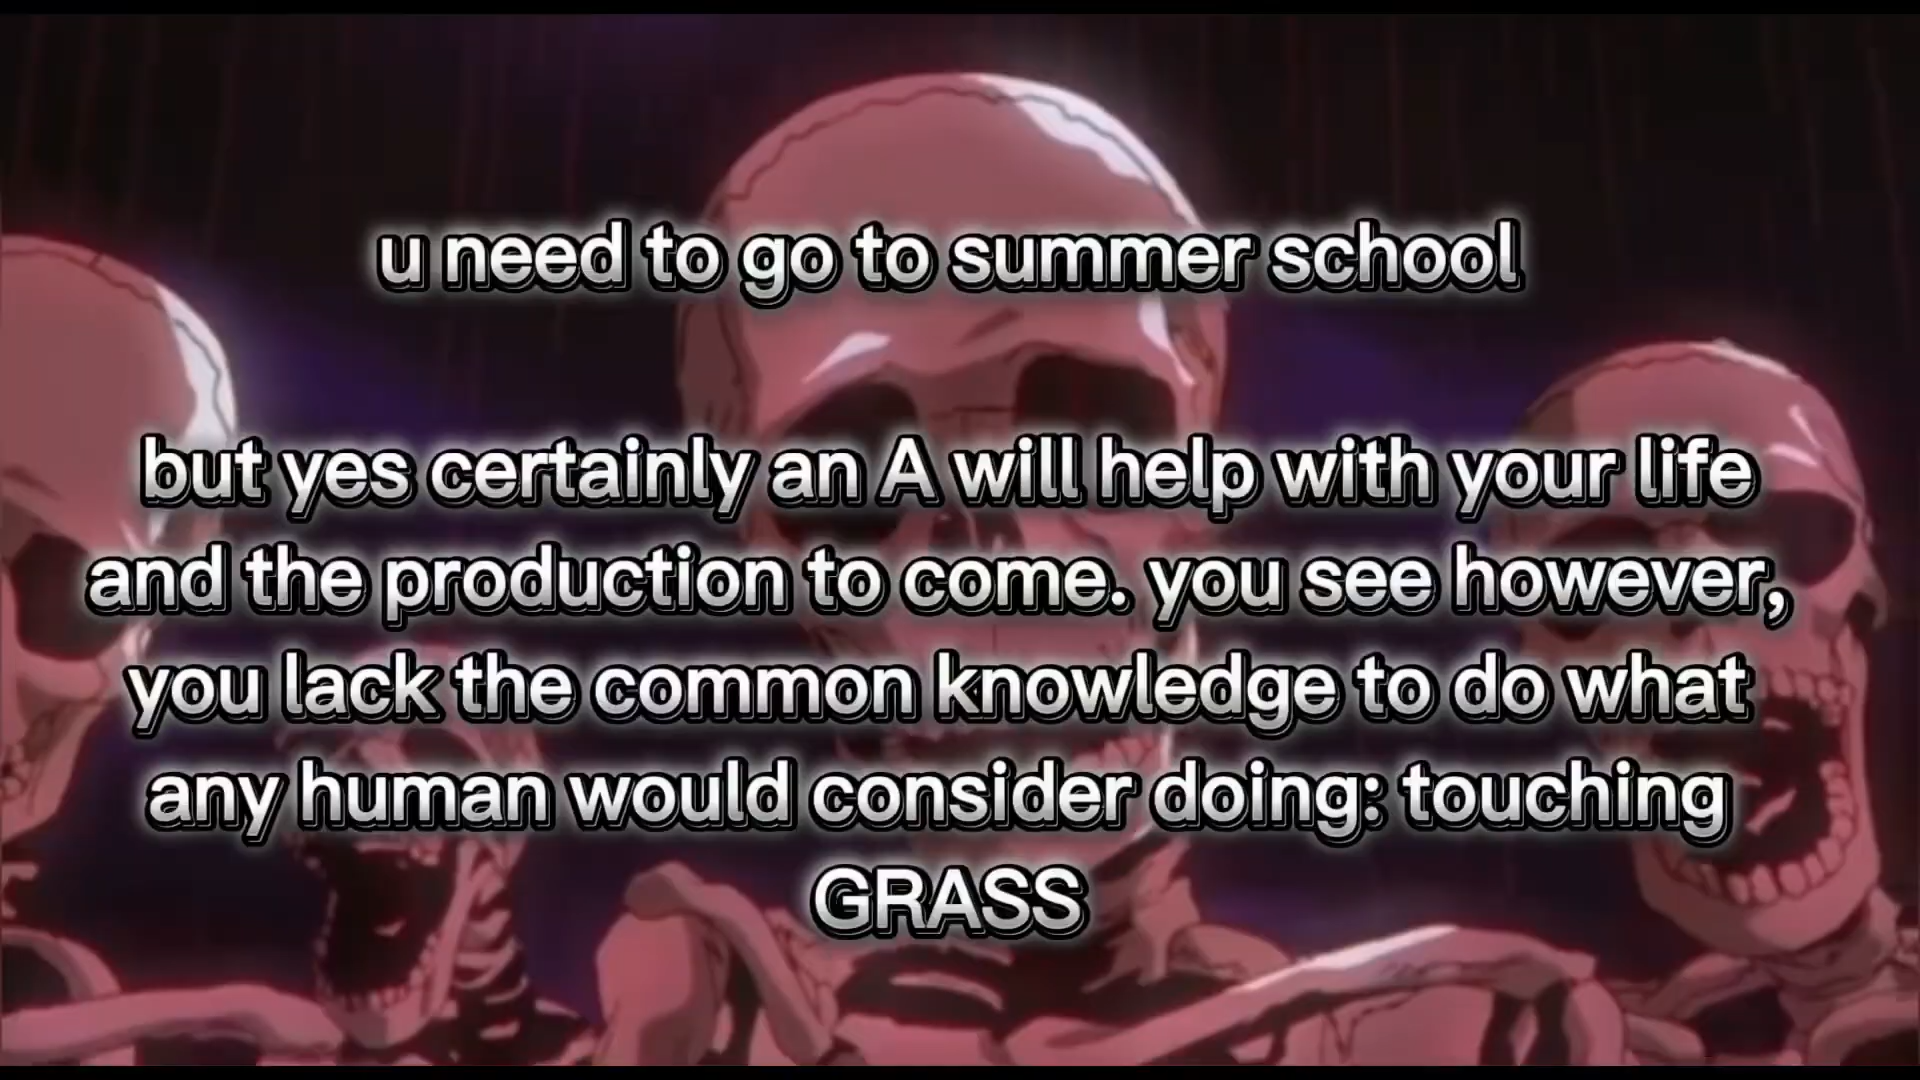 u need to go to summer school
but yes certainly an A will help with your life
and the production to come. you see however,
you lack the common knowledge to do what
any human would consider doing: touching
GRASS